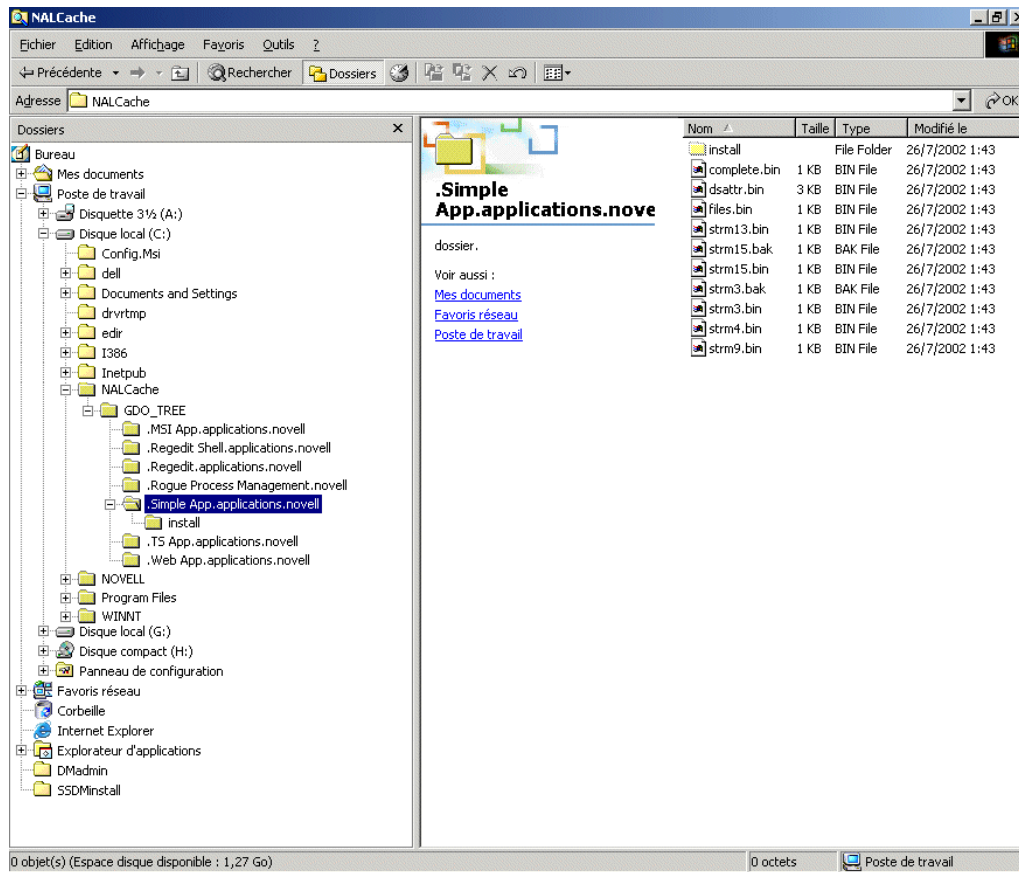 NALCache
Eichier Edition Affichage Favoris Outils ?
Précédente Rechercher Dossiers
Adresse NALCache OK
Dossiers
Bureau
Mes documents
Poste de travail
Disquette 3½ (A:)
Disque local (C:)
Config.Msi
dell
Documents and Settings
drvrtmp
edir
I386
Inetpub
NALCache
GDO_TREE
.MSI App.applications.novell
.Regedit Shell.applications.novell
.Regedit.applications.novell
.Rogue Process Management.novell
.Simple App.applications.novell
install
.TS App.applications.novell
.Web App.applications.novell
NOVELL
Program Files
WINNT
Disque local (G:)
Disque compact (H:)
Panneau de configuration
Favoris réseau
Corbeille
Internet Explorer
Explorateur d'applications
DMadmin
SSDMinstall
.Simple
App.applications.nove
dossier.
Voir aussi :
Mes documents
Favoris réseau
Poste de travail
Nom Taille Type Modifié le
install File Folder 26/7/2002 1:43
complete.bin 1 KB BIN File 26/7/2002 1:43
dsattr.bin 3 KB BIN File 26/7/2002 1:43
files.bin 1 KB BIN File 26/7/2002 1:43
strm13.bin 1 KB BIN File 26/7/2002 1:43
strm15.bak 1 KB BAK File 26/7/2002 1:43
strm15.bin 1 KB BIN File 26/7/2002 1:43
strm3.bak 1 KB BAK File 26/7/2002 1:43
strm3.bin 1 KB BIN File 26/7/2002 1:43
strm4.bin 1 KB BIN File 26/7/2002 1:43
strm9.bin 1 KB BIN File 26/7/2002 1:43
0 objet(s) (Espace disque disponible : 1,27 Go) 0 octets Poste de travail